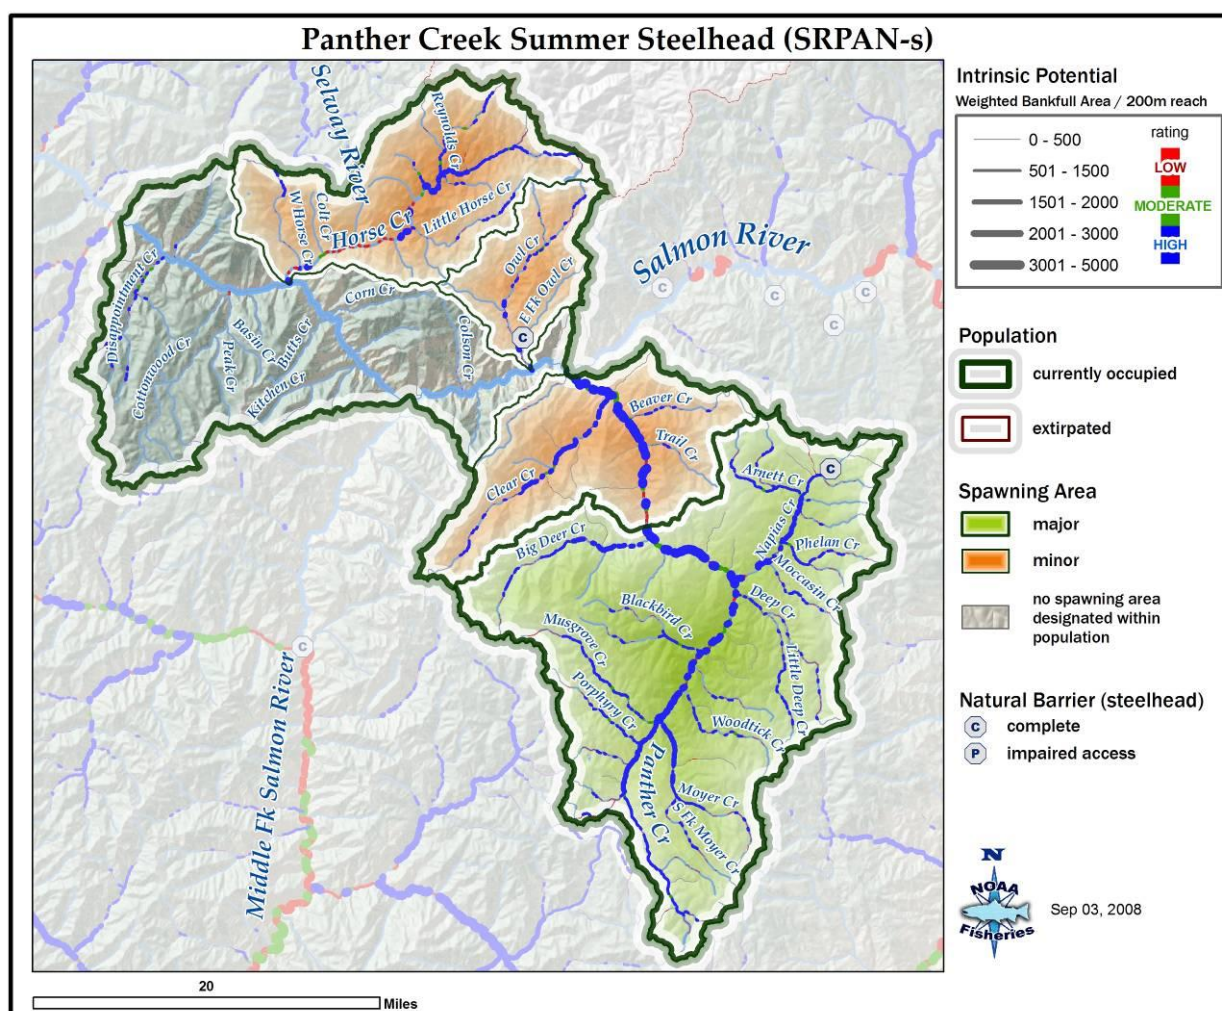 Panther Creek Summer Steelhead (SRPAN-s)
Selway River
Reynolds Cr
W Horse Cr
Colt Cr
Horse Cr
Little Horse Cr
Owl Cr
E Fk Owl Cr
Salmon River
Disappointment Cr
Cottonwood Cr
Peak Cr
Basin Cr
Butts Cr
Kitchen Cr
Corn Cr
Colson Cr
C
C
C
C
C
Beaver Cr
Trail Cr
Clear Cr
Arnett Cr
C
Napias Cr
Phelan Cr
Moccasin Cr
Big Deer Cr
Deep Cr
Blackbird Cr
Musgrove Cr
Little Deep Cr
Porphyry Cr
Woodtick Cr
Panther Cr
Moyer Cr
S Fk Moyer Cr
C
Middle Fk Salmon River
20
Miles
Intrinsic Potential
Weighted Bankfull Area / 200m reach
rating
0 - 500
501 - 1500
1501 - 2000
2001 - 3000
3001 - 5000
LOW
MODERATE
HIGH
Population
currently occupied
extirpated
Spawning Area
major
minor
no spawning area
designated within
population
Natural Barrier (steelhead)
C complete
P impaired access
N
NOAA
Fisheries
Sep 03, 2008